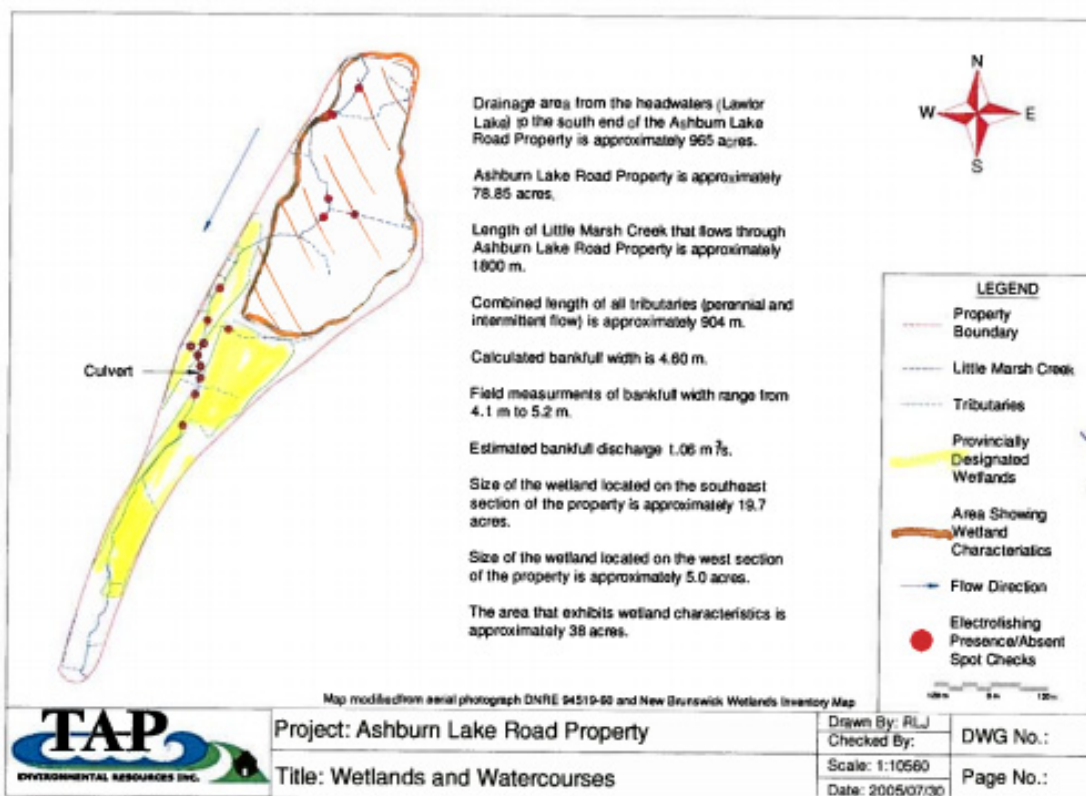 Drainage area from the headwaters (Lawlor
Lake) to the south end of the Ashburn Lake
Road Property is approximately 965 acres.
Ashburn Lake Road Property is approximately
78.85 acres.
Length of Little Marsh Creek that flows through
Ashburn Lake Road Property is approximately
1800 m.
Combined length of all tributaries (perennial and
intermittent flow) is approximately 904 m.
Calculated bankfull width is 4.60 m.
Field measurments of bankfull width range from
4.1 m to 5.2 m.
Estimated bankfull discharge 1.06 m³/s.
Size of the wetland located on the southeast
section of the property is approximately 19.7
acres.
Size of the wetland located on the west section
of the property is approximately 5.0 acres.
The area that exhibits wetland characteristics is
approximately 38 acres.
Culvert
N
W E
S
LEGEND
Property
Boundary
Little Marsh Creek
Tributaries
Provincially
Designated
Wetlands
Area Showing
Wetland
Characteristics
Flow Direction
Electrofishing
Presence/Absent
Spot Checks
120m 0m 120m
Map modified from aerial photograph DNRE 94519-60 and New Brunswick Wetlands Inventory Map
TAP
ENVIRONMENTAL RESOURCES INC.
Project: Ashburn Lake Road Property
Title: Wetlands and Watercourses
Drawn By: RLJ
Checked By:
Scale: 1:10560
Date: 2005/07/30
DWG No.:
Page No.: